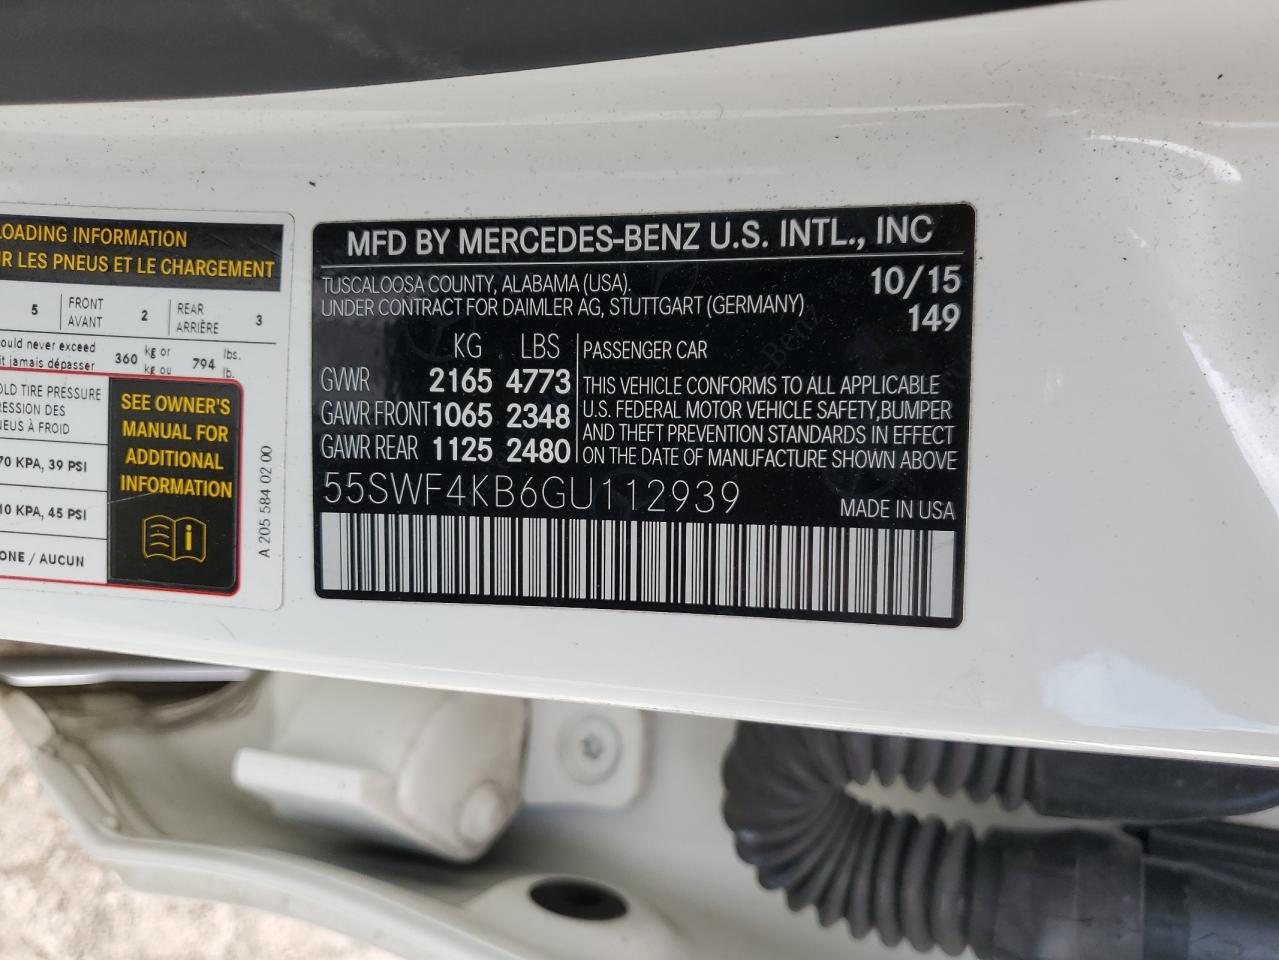 LOADING INFORMATION
R LES PNEUS ET LE CHARGEMENT
5 FRONT AVANT 2 REAR ARRIÈRE 3
ould never exceed
it jamais dépasser 360 kg or kg ou 794 lbs. lb.
OLD TIRE PRESSURE
ESSION DES
NEUS À FROID
70 KPA, 39 PSI
10 KPA, 45 PSI
ONE / AUCUN
SEE OWNER'S
MANUAL FOR
ADDITIONAL
INFORMATION
A 205 584 02 00
MFD BY MERCEDES-BENZ U.S. INTL., INC
TUSCALOOSA COUNTY, ALABAMA (USA). 10/15
UNDER CONTRACT FOR DAIMLER AG, STUTTGART (GERMANY) 149
KG LBS
GVWR 2165 4773
GAWR FRONT 1065 2348
GAWR REAR 1125 2480
PASSENGER CAR
THIS VEHICLE CONFORMS TO ALL APPLICABLE
U.S. FEDERAL MOTOR VEHICLE SAFETY, BUMPER
AND THEFT PREVENTION STANDARDS IN EFFECT
ON THE DATE OF MANUFACTURE SHOWN ABOVE
55SWF4KB6GU112939 MADE IN USA